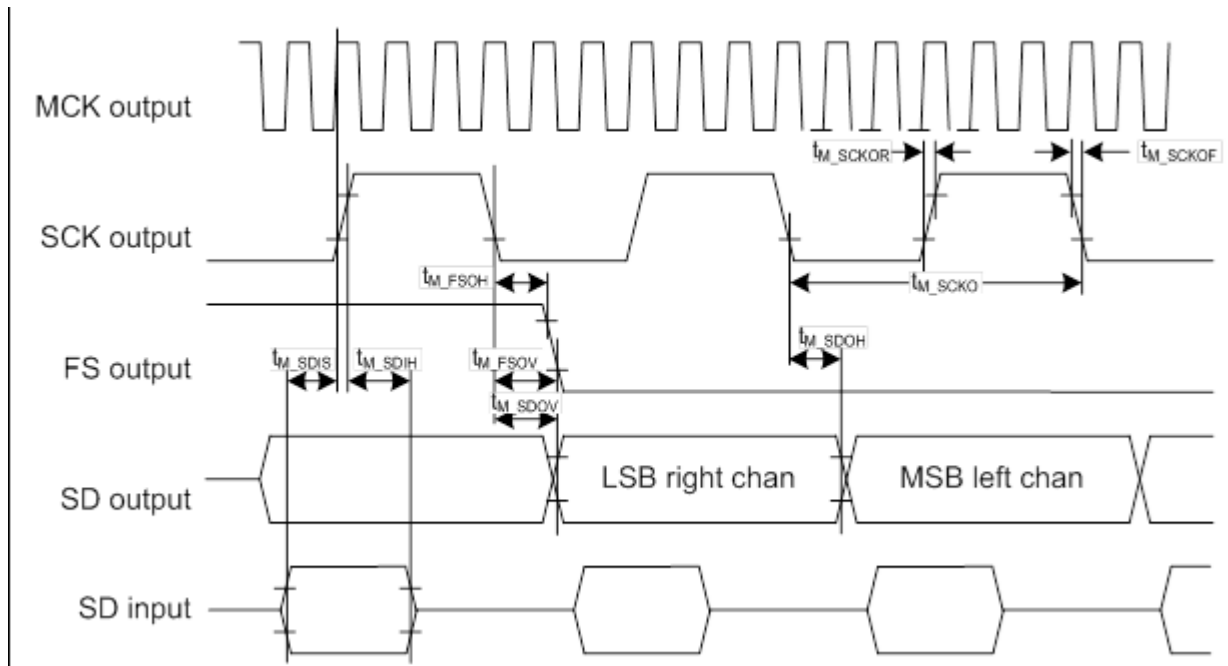 MCK output
tM_SCKOR
tM_SCKOF
SCK output
tM_FSOH
tM_SCKO
tM_SDOH
FS output
tM_SDIS
tM_SDIH
tM_FSOV
tM_SDOV
SD output
LSB right chan
MSB left chan
SD input